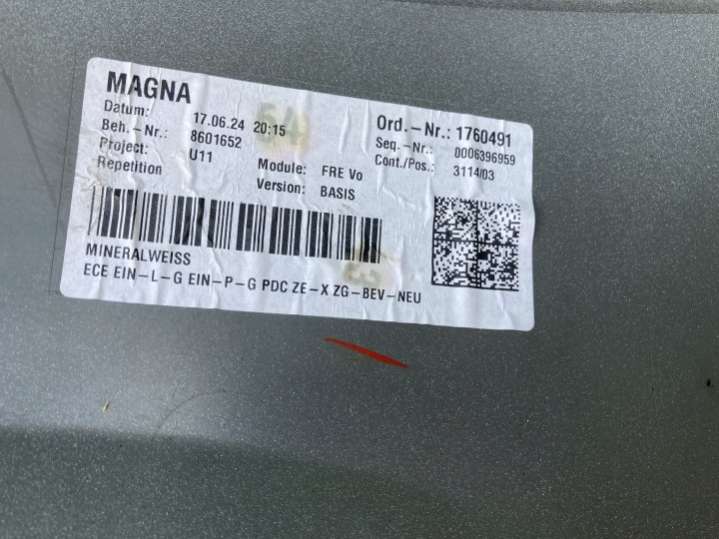 MAGNA
Datum: 17.06.24 20:15
Beh.-Nr.: 8601652
Project: U11
Repetition
Module: FRE Vo
Version: BASIS
Ord.-Nr.: 1760491
Seq.-Nr.: 0006396959
Cont./Pos.: 3114/03
54
MINERALWEISS
ECE EIN-L-G EIN-P-G PDC ZE-X ZG-BEV-NEU